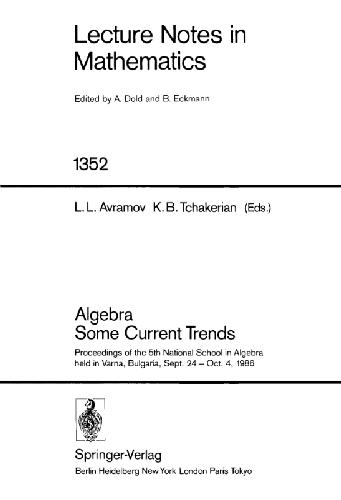 Lecture Notes in
Mathematics
Edited by A. Dold and B. Eckmann
1352
L. L. Avramov K. B. Tchakerian (Eds.)
Algebra
Some Current Trends
Proceedings of the 5th National School in Algebra
held in Varna, Bulgaria, Sept. 24 – Oct. 4, 1986
Springer-Verlag
Berlin Heidelberg New York London Paris Tokyo